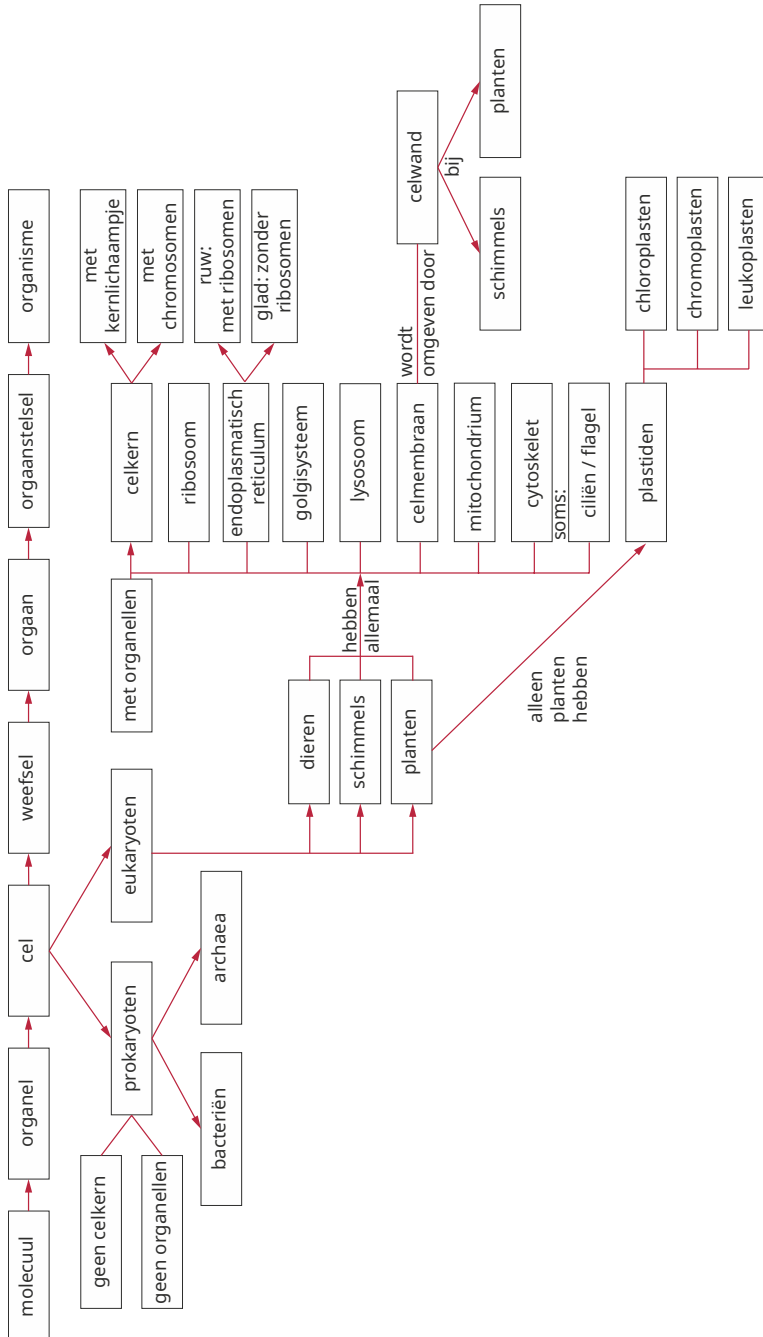 molecuul
organel
cel
weefsel
orgaan
orgaanstelsel
organisme
geen celkern
geen organellen
prokaryoten
bacteriën
archaea
eukaryoten
met organellen
dieren
schimmels
planten
hebben
allemaal
celkern
met
kernlichaampje
met
chromosomen
ribosoom
endoplasmatisch
reticulum
ruw:
met ribosomen
glad: zonder
ribosomen
golgisysteem
lysosoom
celmembraan
wordt
omgeven door
celwand
bij
schimmels
planten
mitochondrium
cytoskelet
soms:
ciliën / flagel
alleen
planten
hebben
plastiden
chloroplasten
chromoplasten
leukoplasten